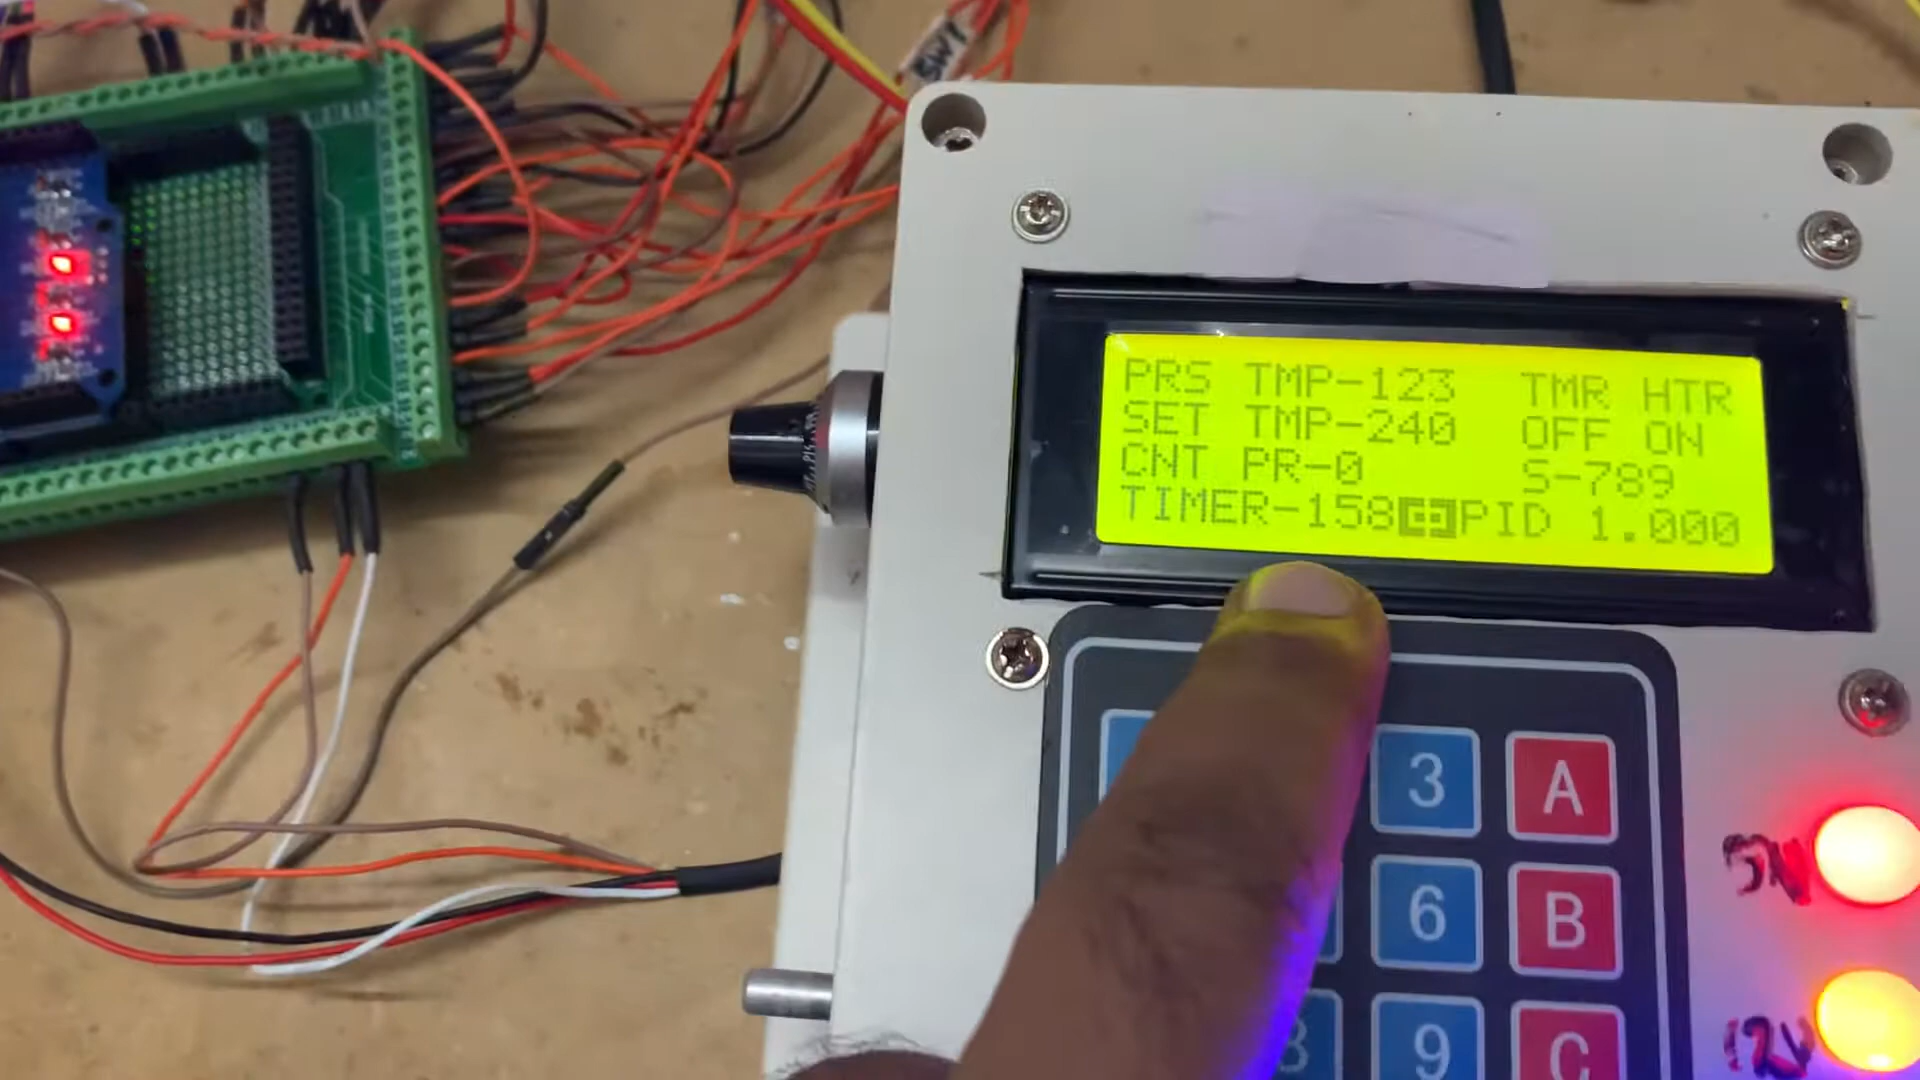 SW1
PRS TMP-123 TMR HTR
SET TMP-240 OFF ON
CNT PR-0 S-789
TIMER-158 PID 1.000
3 A
6 B
9 C
5V
12V